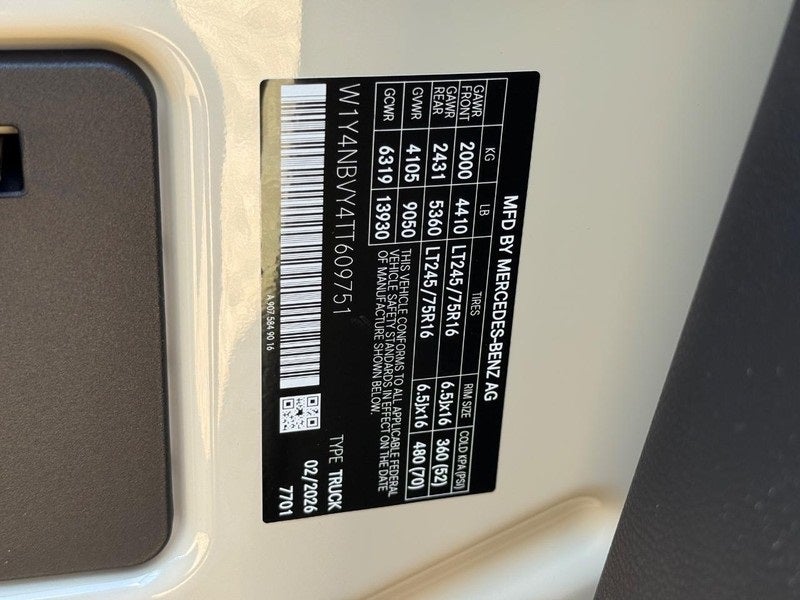 MFD BY MERCEDES-BENZ AG
KG LB TIRES RIM SIZE COLD KPA (PSI)
GAWR FRONT 2000 4410 LT245/75R16 6.5Jx16 360 (52)
GAWR REAR 2431 5360 LT245/75R16 6.5Jx16 480 (70)
GVWR 4105 9050
GCWR 6319 13930
THIS VEHICLE CONFORMS TO ALL APPLICABLE FEDERAL
VEHICLE SAFETY STANDARDS IN EFFECT ON THE DATE
OF MANUFACTURE SHOWN BELOW.
W1Y4NBVY4TT609751
TYPE TRUCK
02/2026
7701
A 907 584 90 16